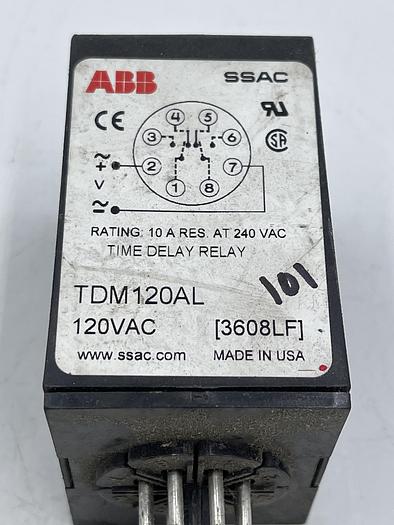 ABB SSAC
4 5
3 6
2 7
1 8
+
V
RATING: 10 A RES. AT 240 VAC
TIME DELAY RELAY
101
TDM120AL
120VAC [3608LF]
www.ssac.com MADE IN USA